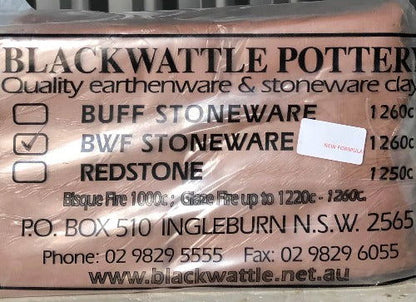 BLACKWATTLE POTTER
Quality earthenware & stoneware clay
BUFF STONEWARE 1260c
BWF STONEWARE 1260c
NEW FORMULA
REDSTONE 1250c
Bisque Fire 1000c ; Glaze Fire up to 1220c - 1260c.
P.O. BOX 510 INGLEBURN N.S.W. 2565
Phone: 02 9829 5555 Fax: 02 9829 6055
www.blackwattle.net.au